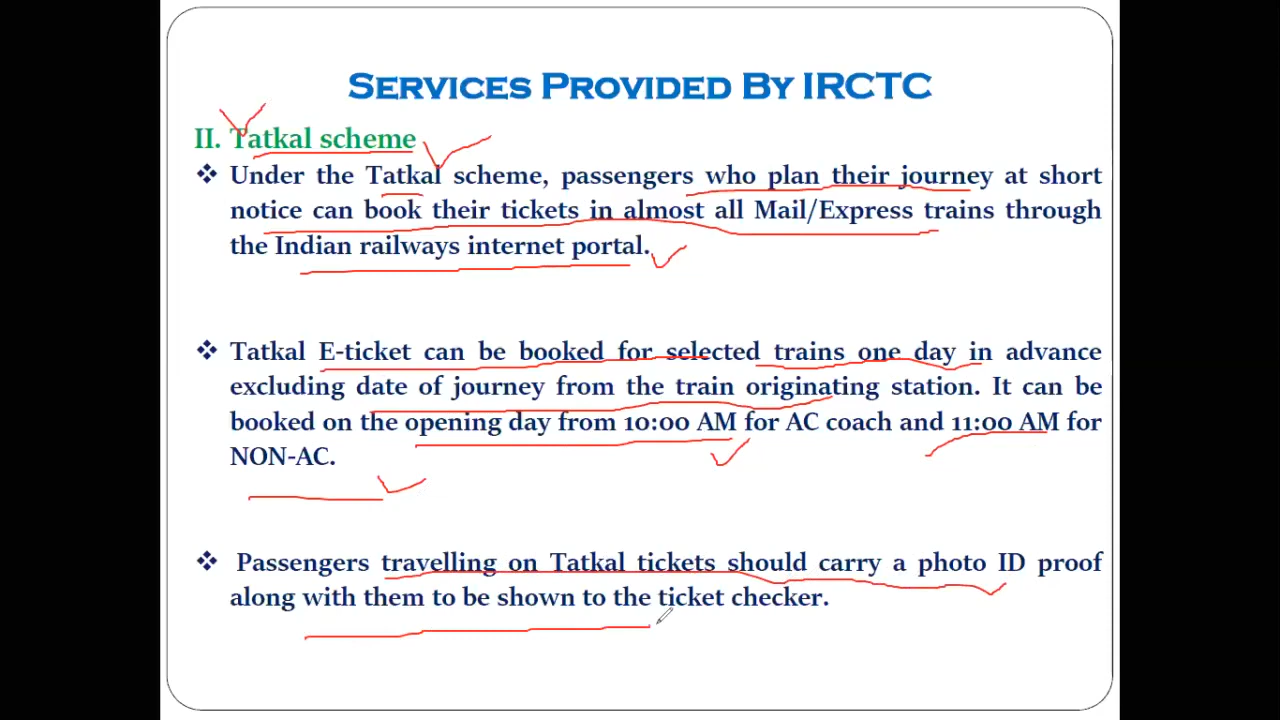 SERVICES PROVIDED BY IRCTC
II. Tatkal scheme
❖ Under the Tatkal scheme, passengers who plan their journey at short
notice can book their tickets in almost all Mail/Express trains through
the Indian railways internet portal.
❖ Tatkal E-ticket can be booked for selected trains one day in advance
excluding date of journey from the train originating station. It can be
booked on the opening day from 10:00 AM for AC coach and 11:00 AM for
NON-AC.
❖ Passengers travelling on Tatkal tickets should carry a photo ID proof
along with them to be shown to the ticket checker.